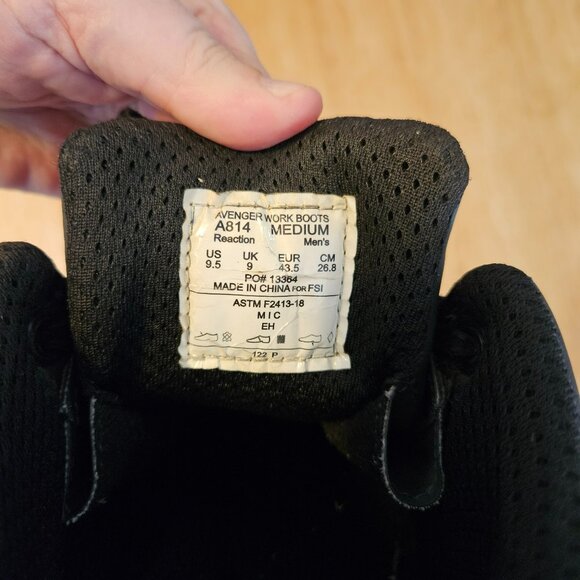 AVENGER WORK BOOTS
A814 MEDIUM
Reaction Men's
US UK EUR CM
9.5 9 43.5 26.8
PO# 13364
MADE IN CHINA FOR FSI
ASTM F2413-18
M I C
EH
122 P